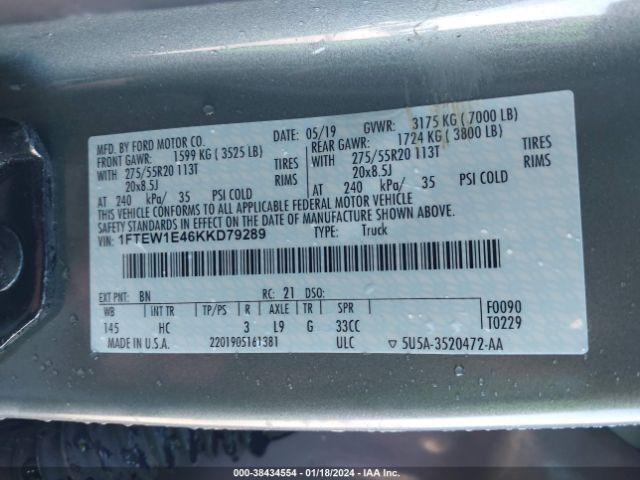 MFD. BY FORD MOTOR CO.
DATE: 05/19 GVWR: 3175 KG ( 7000 LB)
FRONT GAWR: 1599 KG ( 3525 LB) REAR GAWR: 1724 KG ( 3800 LB)
WITH 275/55R20 113T TIRES WITH 275/55R20 113T TIRES
20x8.5J RIMS 20x8.5J RIMS
AT 240 kPa/ 35 PSI COLD AT 240 kPa/ 35 PSI COLD
THIS VEHICLE CONFORMS TO ALL APPLICABLE FEDERAL MOTOR VEHICLE
SAFETY STANDARDS IN EFFECT ON THE DATE OF MANUFACTURE SHOWN ABOVE.
VIN: 1FTEW1E46KKD79289 TYPE: Truck
EXT PNT: BN RC: 21 DSO:
WB INT TR TP/PS R AXLE TR SPR F0090
145 HC 3 L9 G 33CC T0229
MADE IN U.S.A. 2201905161381 ULC ▽ 5U5A-3520472-AA
000-38434554 - 01/18/2024 - IAA Inc.